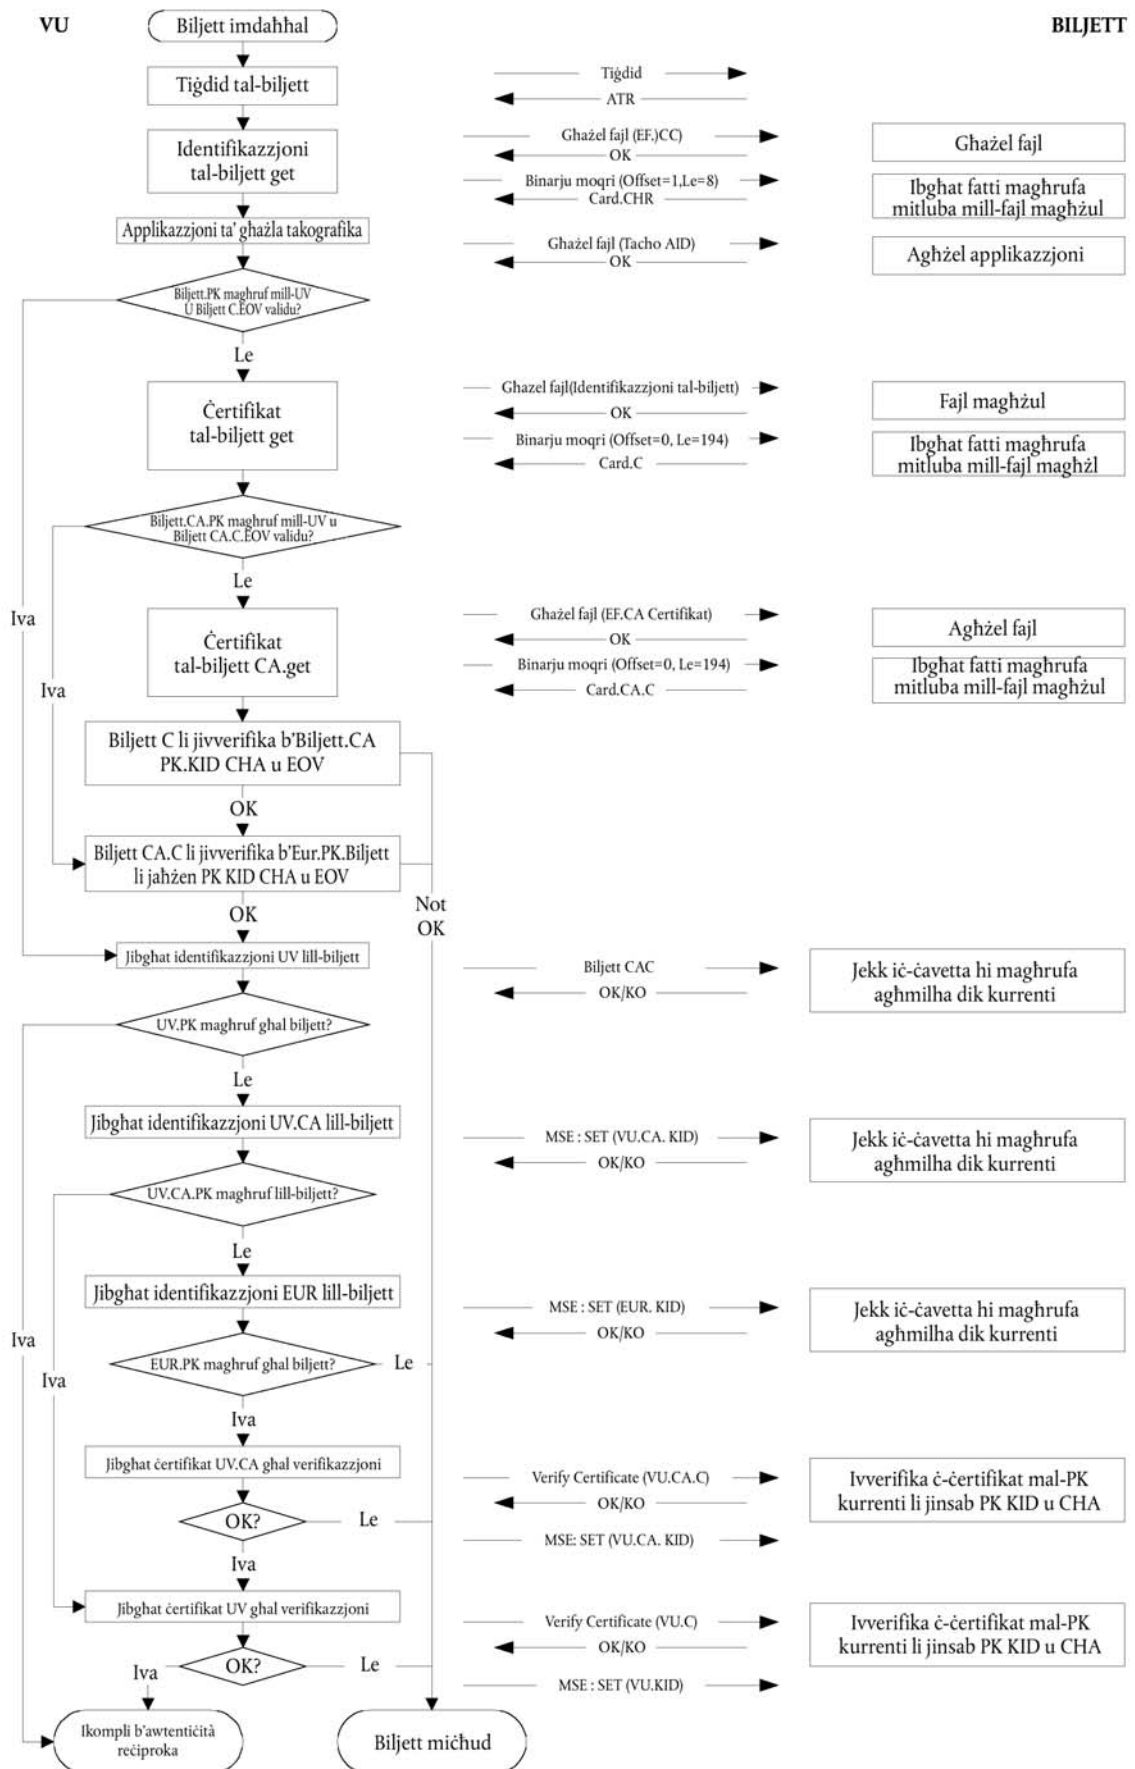 VU
Biljett imdaħħal
BILJETT
Tiġdid tal-biljett
Tiġdid
ATR
Identifikazzjoni
tal-biljett get
Għażel fajl (EF.)CC)
OK
Għażel fajl
Binarju moqri (Offset=1,Le=8)
Card.CHR
Ibgħat fatti magħrufa
mitluba mill-fajl magħżul
Applikazzjoni ta' għażla takografika
Għażel fajl (Tacho AID)
OK
Agħżel applikazzjoni
Biljett.PK magħruf mill-UV
U Biljett C.EOV validu?
Le
Ċertifikat
tal-biljett get
Ghazel fajl(Identifikazzjoni tal-biljett)
OK
Fajl magħżul
Binarju moqri (Offset=0, Le=194)
Card.C
Ibgħat fatti magħrufa
mitluba mill-fajl magħżl
Biljett.CA.PK magħruf mill-UV u
Biljett CA.C.EOV validu?
Le
Iva
Ċertifikat
tal-biljett CA.get
Għażel fajl (EF.CA Certifikat)
OK
Agħżel fajl
Binarju moqri (Offset=0, Le=194)
Card.CA.C
Ibgħat fatti magħrufa
mitluba mill-fajl magħżul
Iva
Biljett C li jivverifika b'Biljett.CA
PK.KID CHA u EOV
OK
Biljett CA.C li jivverifika b'Eur.PK.Biljett
li jaħżen PK KID CHA u EOV
OK
Not
OK
Jibgħat identifikazzjoni UV lill-biljett
Biljett CAC
OK/KO
Jekk iċ-ċavetta hi magħrufa
agħmilha dik kurrenti
UV.PK magħruf għal biljett?
Le
Jibgħat identifikazzjoni UV.CA lill-biljett
MSE : SET (VU.CA. KID)
OK/KO
Jekk iċ-ċavetta hi magħrufa
agħmilha dik kurrenti
UV.CA.PK magħruf lill-biljett?
Le
Jibgħat identifikazzjoni EUR lill-biljett
MSE : SET (EUR. KID)
OK/KO
Jekk iċ-ċavetta hi magħrufa
agħmilha dik kurrenti
Iva
EUR.PK magħruf għal biljett?
Le
Iva
Iva
Jibgħat ċertifikat UV.CA għal verifikazzjoni
Verify Certificate (VU.CA.C)
OK/KO
Ivverifika ċ-ċertifikat mal-PK
kurrenti li jinsab PK KID u CHA
OK?
Le
MSE: SET (VU.CA. KID)
Iva
Jibgħat ċertifikat UV għal verifikazzjoni
Verify Certificate (VU.C)
OK/KO
Ivverifika ċ-ċertifikat mal-PK
kurrenti li jinsab PK KID u CHA
Iva
OK?
Le
MSE : SET (VU.KID)
Ikompli b'awtentiċità
reċiproka
Biljett miċħud